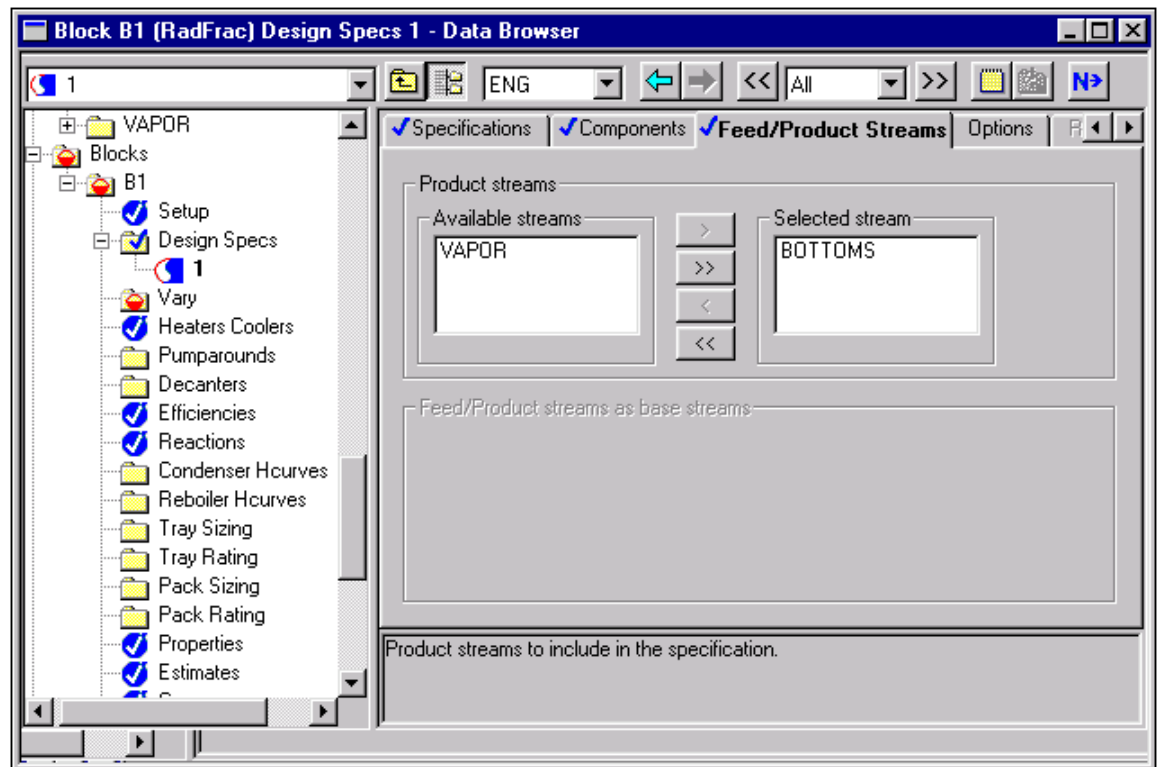 Block B1 (RadFrac) Design Specs 1 - Data Browser
1
ENG
<<
All
>>
N>
VAPOR
Blocks
B1
Setup
Design Specs
1
Vary
Heaters Coolers
Pumparounds
Decanters
Efficiencies
Reactions
Condenser Hcurves
Reboiler Hcurves
Tray Sizing
Tray Rating
Pack Sizing
Pack Rating
Properties
Estimates
Specifications
Components
Feed/Product Streams
Options
Product streams
Available streams
VAPOR
>
>>
<
<<
Selected stream
BOTTOMS
Feed/Product streams as base streams
Product streams to include in the specification.